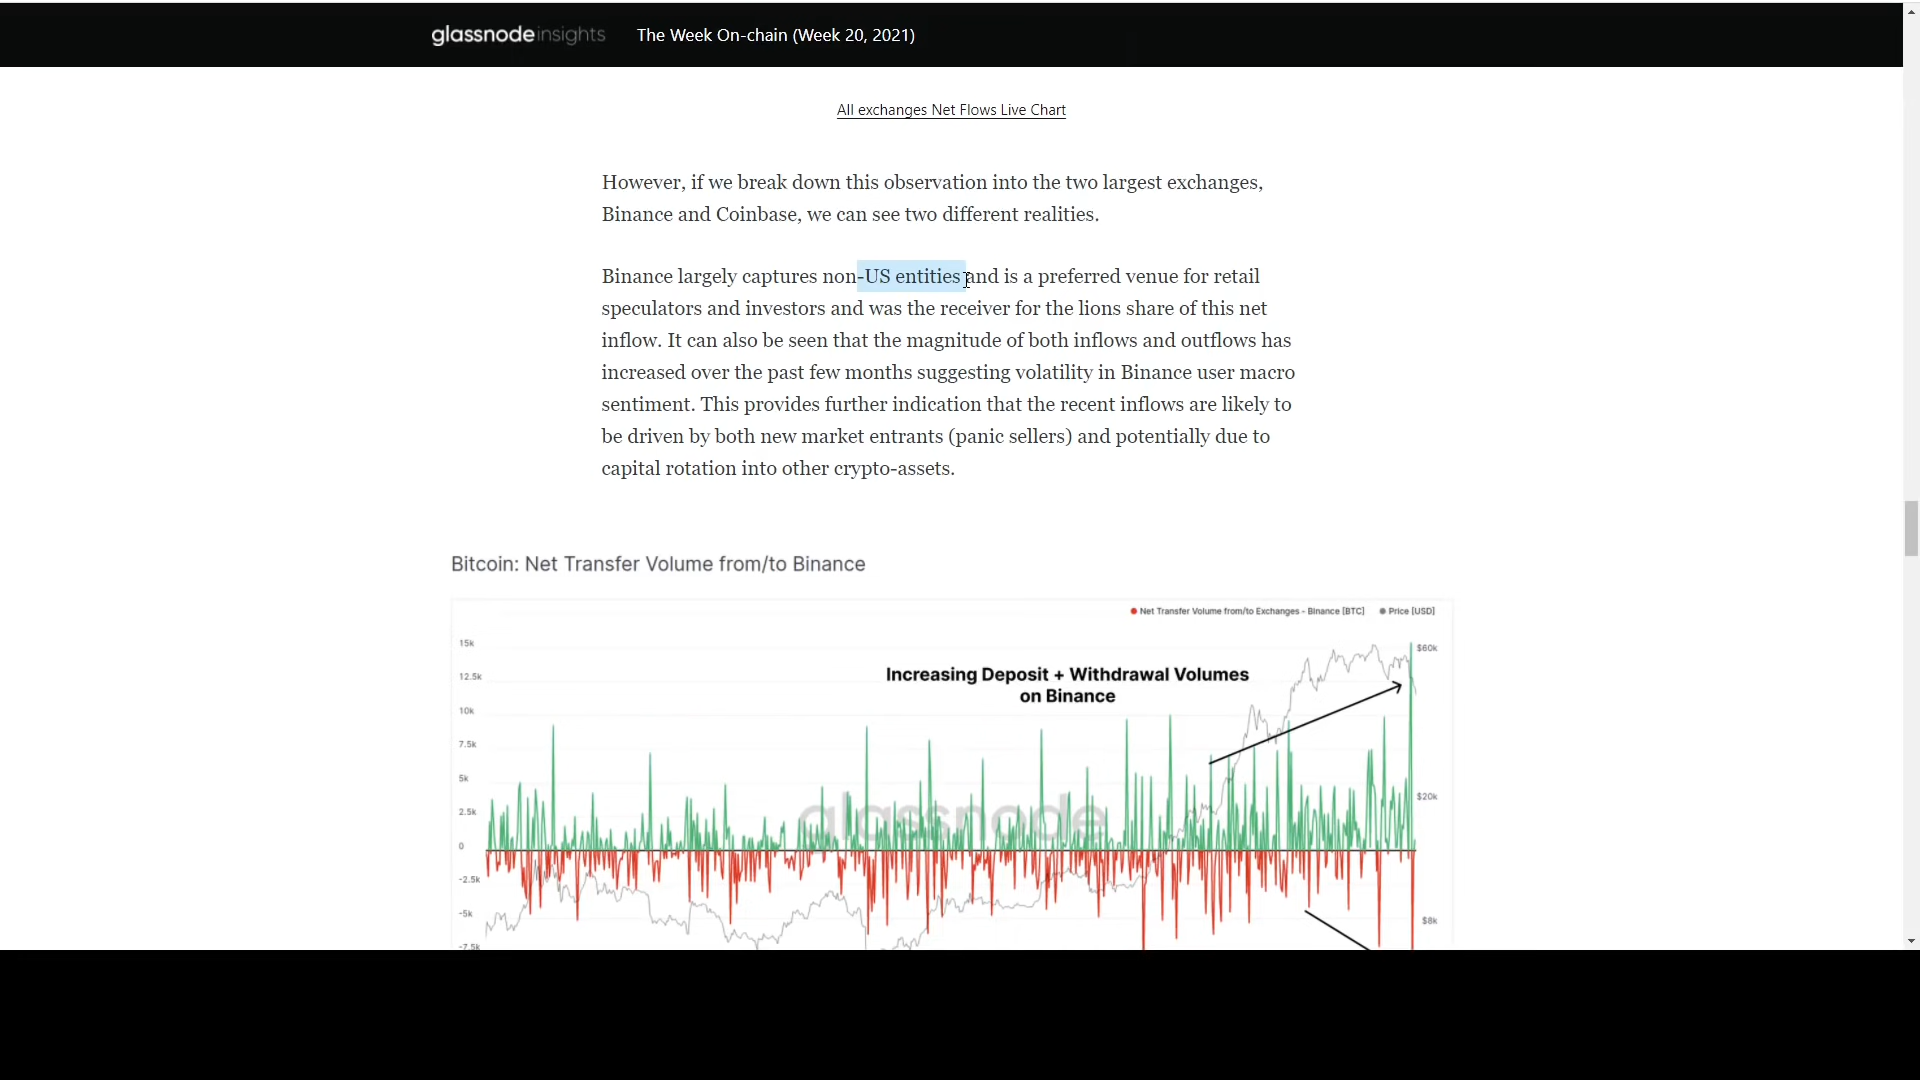 glassnodeinsights The Week On-chain (Week 20, 2021)
All exchanges Net Flows Live Chart
However, if we break down this observation into the two largest exchanges,
Binance and Coinbase, we can see two different realities.
Binance largely captures non-US entities and is a preferred venue for retail
speculators and investors and was the receiver for the lions share of this net
inflow. It can also be seen that the magnitude of both inflows and outflows has
increased over the past few months suggesting volatility in Binance user macro
sentiment. This provides further indication that the recent inflows are likely to
be driven by both new market entrants (panic sellers) and potentially due to
capital rotation into other crypto-assets.
Bitcoin: Net Transfer Volume from/to Binance
Net Transfer Volume from/to Exchanges - Binance [BTC] Price [USD]
15k
$60k
Increasing Deposit + Withdrawal Volumes
on Binance
12.5k
10k
7.5k
5k
$20k
2.5k
glassnode
0
-2.5k
-5k
$8k
-7.5k